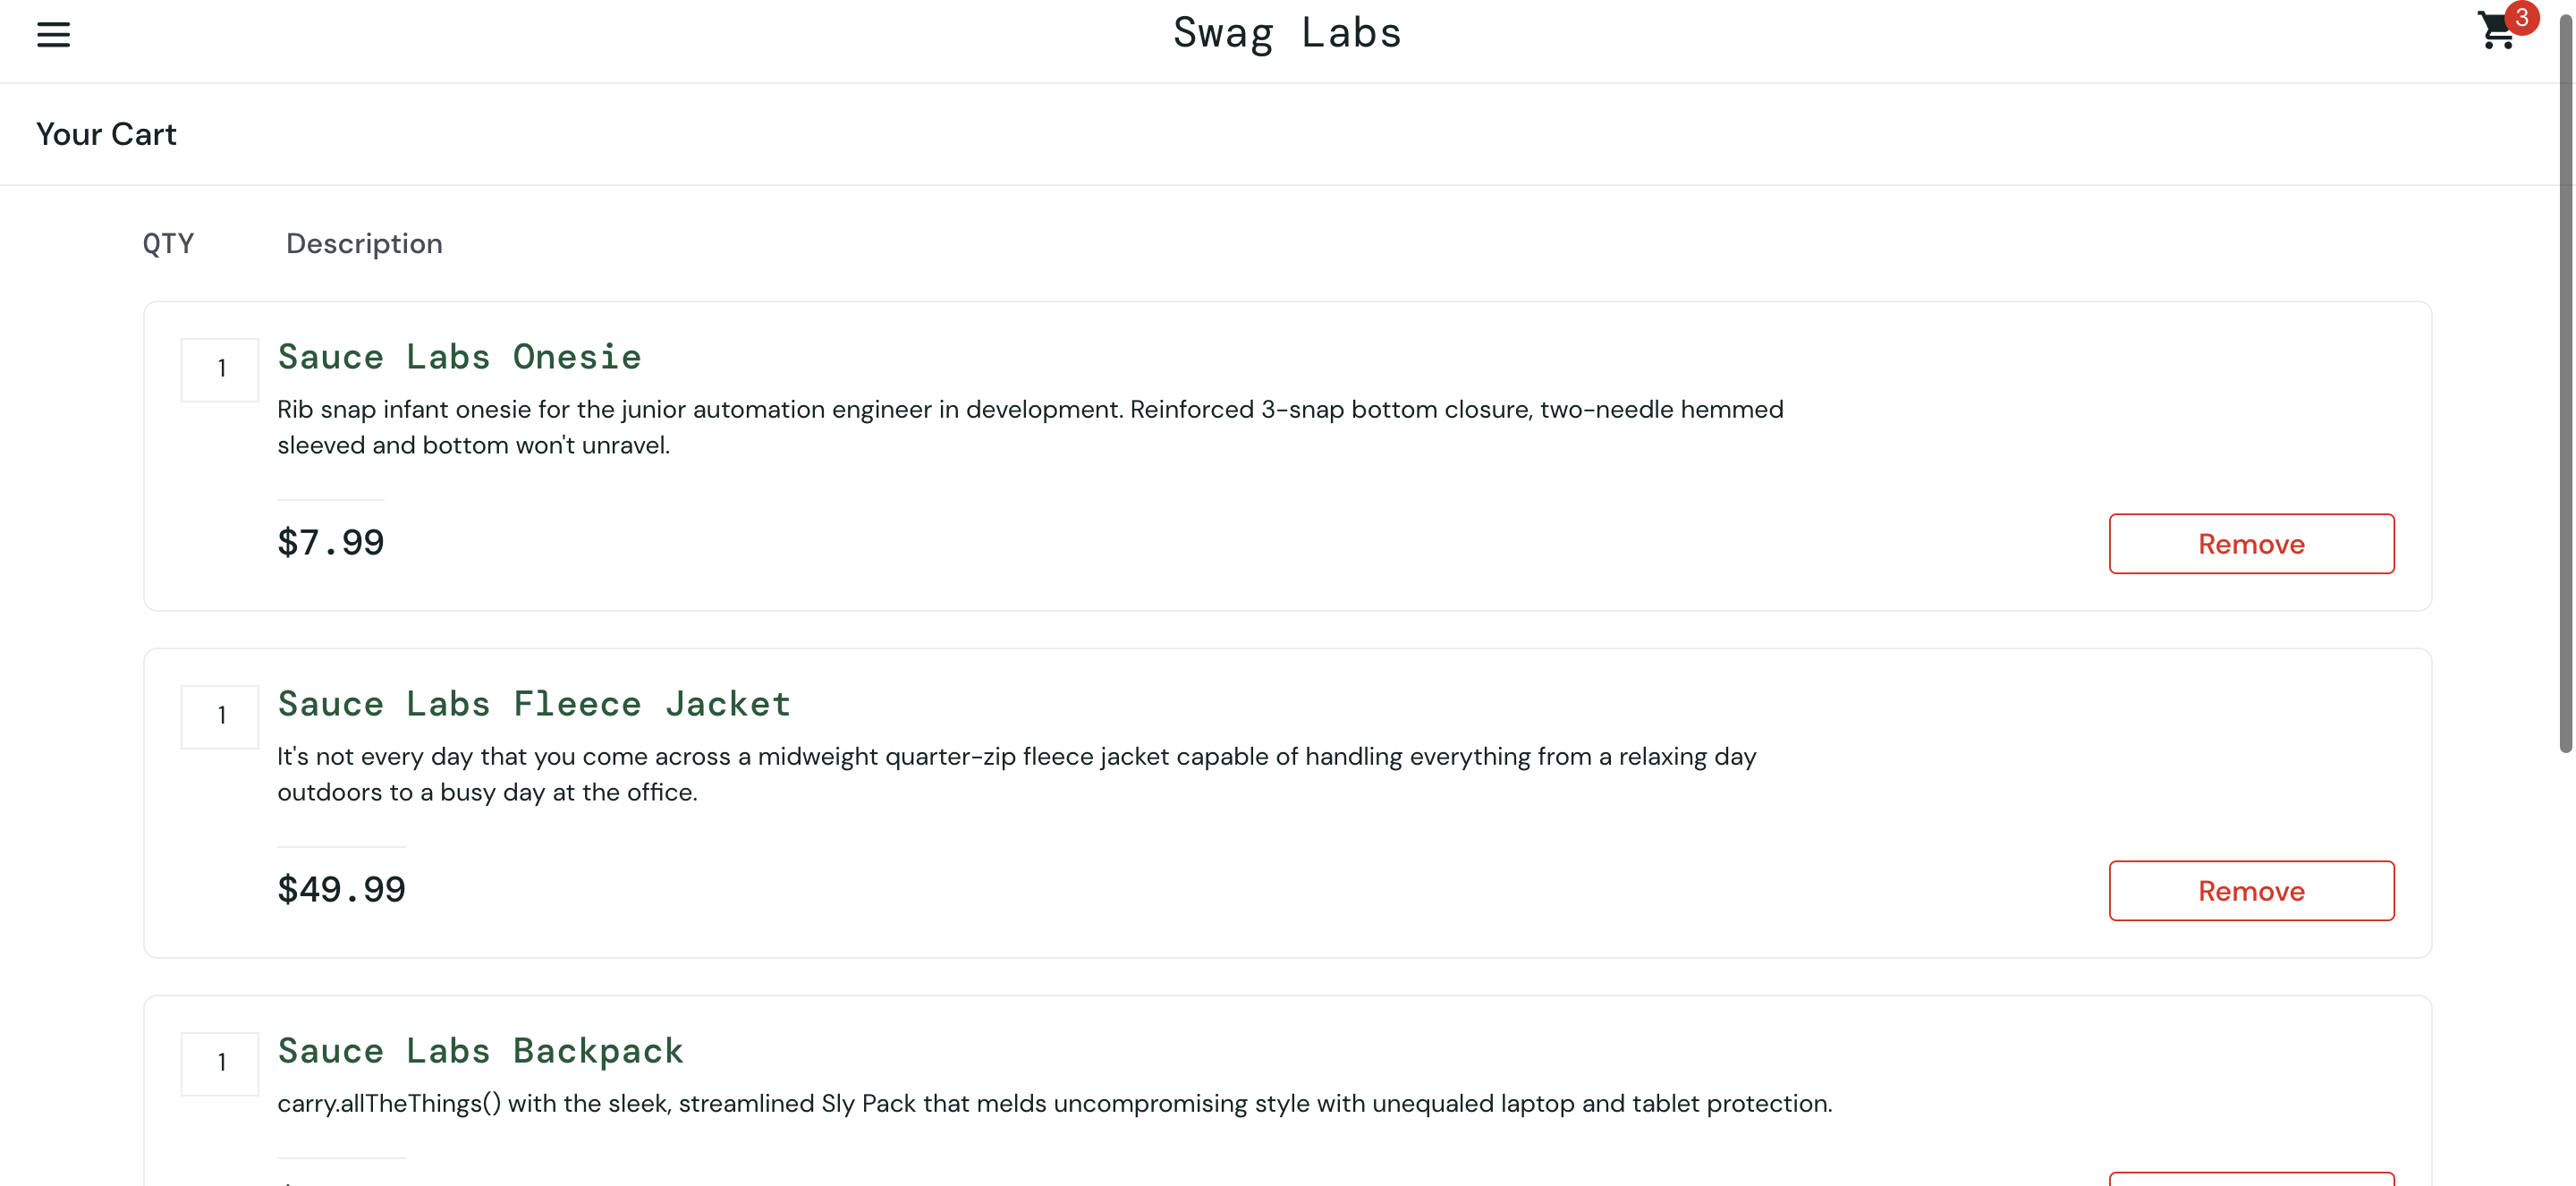 Swag Labs
3
Your Cart
QTY Description
1
Sauce Labs Onesie
Rib snap infant onesie for the junior automation engineer in development. Reinforced 3-snap bottom closure, two-needle hemmed
sleeved and bottom won't unravel.
$7.99
Remove
1
Sauce Labs Fleece Jacket
It's not every day that you come across a midweight quarter-zip fleece jacket capable of handling everything from a relaxing day
outdoors to a busy day at the office.
$49.99
Remove
1
Sauce Labs Backpack
carry.allTheThings() with the sleek, streamlined Sly Pack that melds uncompromising style with unequaled laptop and tablet protection.